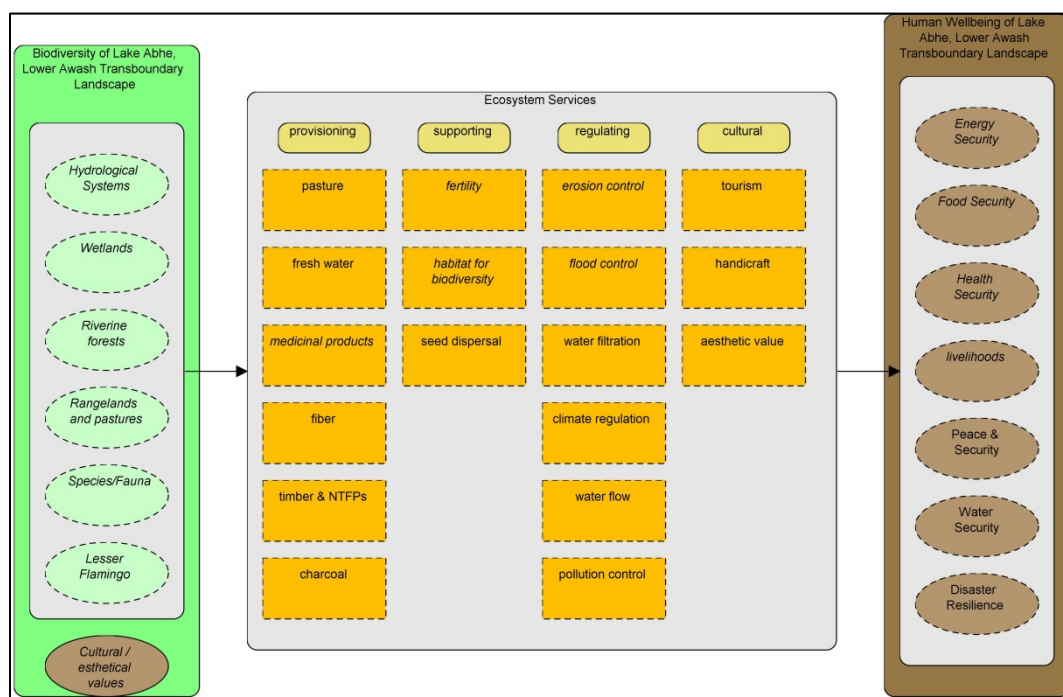 Biodiversity of Lake Abhe,
Lower Awash Transboundary
Landscape
Hydrological
Systems
Wetlands
Riverine
forests
Rangelands
and pastures
Species/Fauna
Lesser
Flamingo
Cultural /
esthetical
values
Ecosystem Services
provisioning
supporting
regulating
cultural
pasture
fertility
erosion control
tourism
fresh water
habitat for
biodiversity
flood control
handicraft
medicinal products
seed dispersal
water filtration
aesthetic value
fiber
climate regulation
timber & NTFPs
water flow
charcoal
pollution control
Human Wellbeing of Lake
Abhe, Lower Awash
Transboundary Landscape
Energy
Security
Food Security
Health
Security
livelihoods
Peace &
Security
Water
Security
Disaster
Resilience